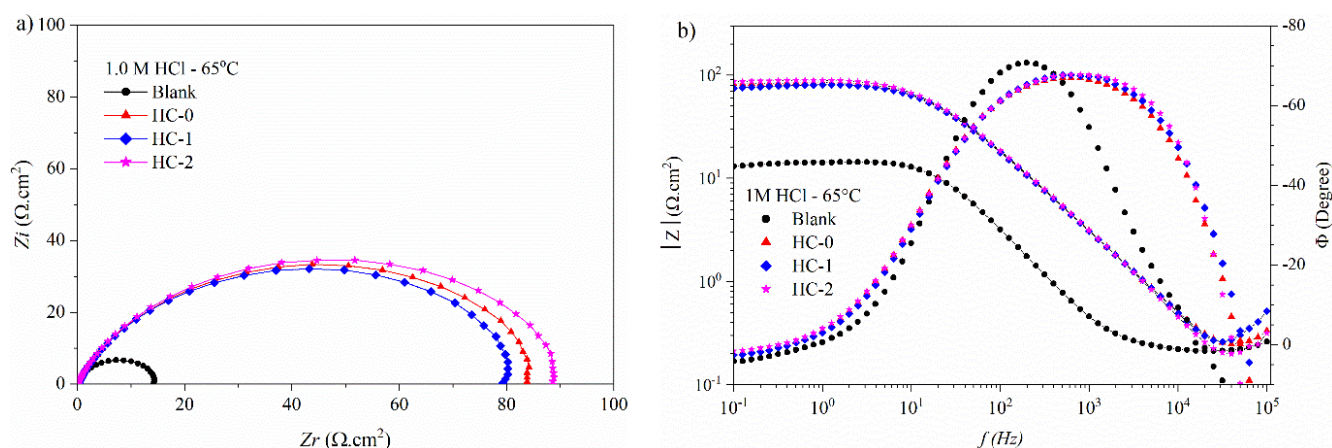 a)
100
80
60
40
20
0
Zi (Ω.cm²)
1.0 M HCl - 65°C
Blank
HC-0
HC-1
HC-2
0 20 40 60 80 100
Zr (Ω.cm²)
b)
10²
10¹
10⁰
10⁻¹
|Z| (Ω.cm²)
1M HCl - 65°C
Blank
HC-0
HC-1
HC-2
-80
-60
-40
-20
0
Φ (Degree)
10⁻¹ 10⁰ 10¹ 10² 10³ 10⁴ 10⁵
f (Hz)